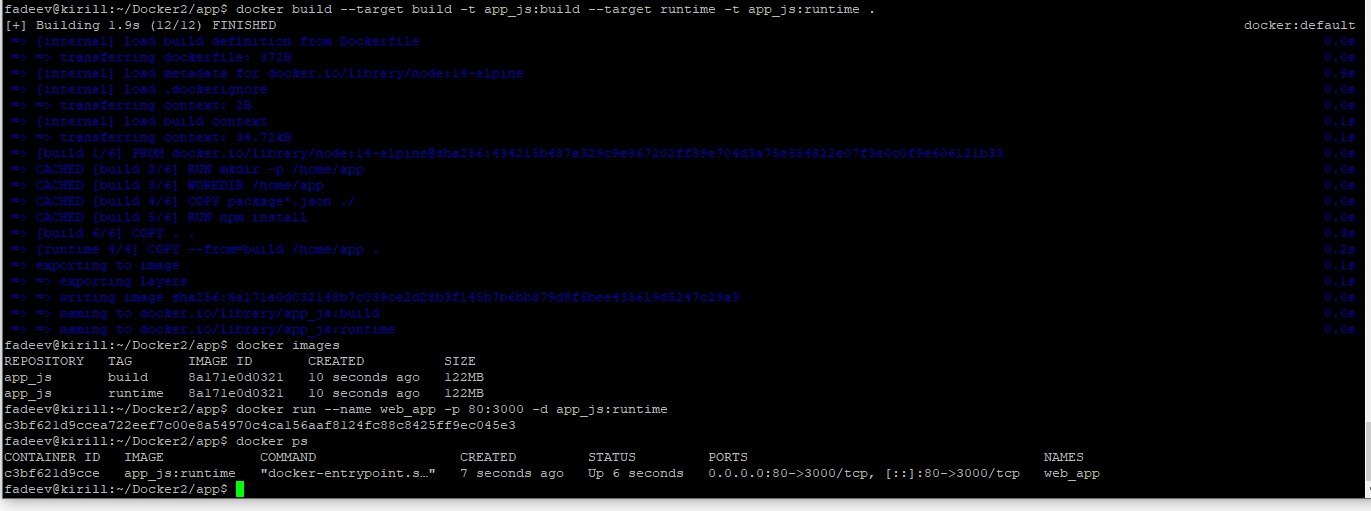 fadeev@kirill:~/Docker2/app$ docker build --target build -t app_js:build --target runtime -t app_js:runtime .
[+] Building 1.9s (12/12) FINISHED docker:default
=> [internal] load build definition from Dockerfile 0.0s
=> => transferring dockerfile: 372B 0.0s
=> [internal] load metadata for docker.io/library/node:14-alpine 0.9s
=> [internal] load .dockerignore 0.0s
=> => transferring context: 2B 0.0s
=> [internal] load build context 0.1s
=> => transferring context: 34.72kB 0.1s
=> [build 1/6] FROM docker.io/library/node:14-alpine@sha256:434215b487a329c9e867202ff89e704d3a75e554822e07f3e0c0f9e606121b33 0.0s
=> CACHED [build 2/6] RUN mkdir -p /home/app 0.0s
=> CACHED [build 3/6] WORKDIR /home/app 0.0s
=> CACHED [build 4/6] COPY package*.json ./ 0.0s
=> CACHED [build 5/6] RUN npm install 0.0s
=> [build 6/6] COPY . . 0.3s
=> [runtime 4/4] COPY --from=build /home/app . 0.2s
=> exporting to image 0.1s
=> => exporting layers 0.1s
=> => writing image 0.0s
=> => naming to docker.io/library/app_js:build 0.0s
=> => naming to docker.io/library/app_js:runtime 0.0s
fadeev@kirill:~/Docker2/app$ docker images
REPOSITORY TAG IMAGE ID CREATED SIZE
app_js build 8a171e0d0321 10 seconds ago 122MB
app_js runtime 8a171e0d0321 10 seconds ago 122MB
fadeev@kirill:~/Docker2/app$ docker run --name web_app -p 80:3000 -d app_js:runtime
c3bf621d9ccea722eef7c00e8a54970c4ca156aaf8124fc88c8425ff9ec045e3
fadeev@kirill:~/Docker2/app$ docker ps
CONTAINER ID IMAGE COMMAND CREATED STATUS PORTS NAMES
c3bf621d9cce app_js:runtime "docker-entrypoint.s…" 7 seconds ago Up 6 seconds 0.0.0.0:80->3000/tcp, [::]:80->3000/tcp web_app
fadeev@kirill:~/Docker2/app$